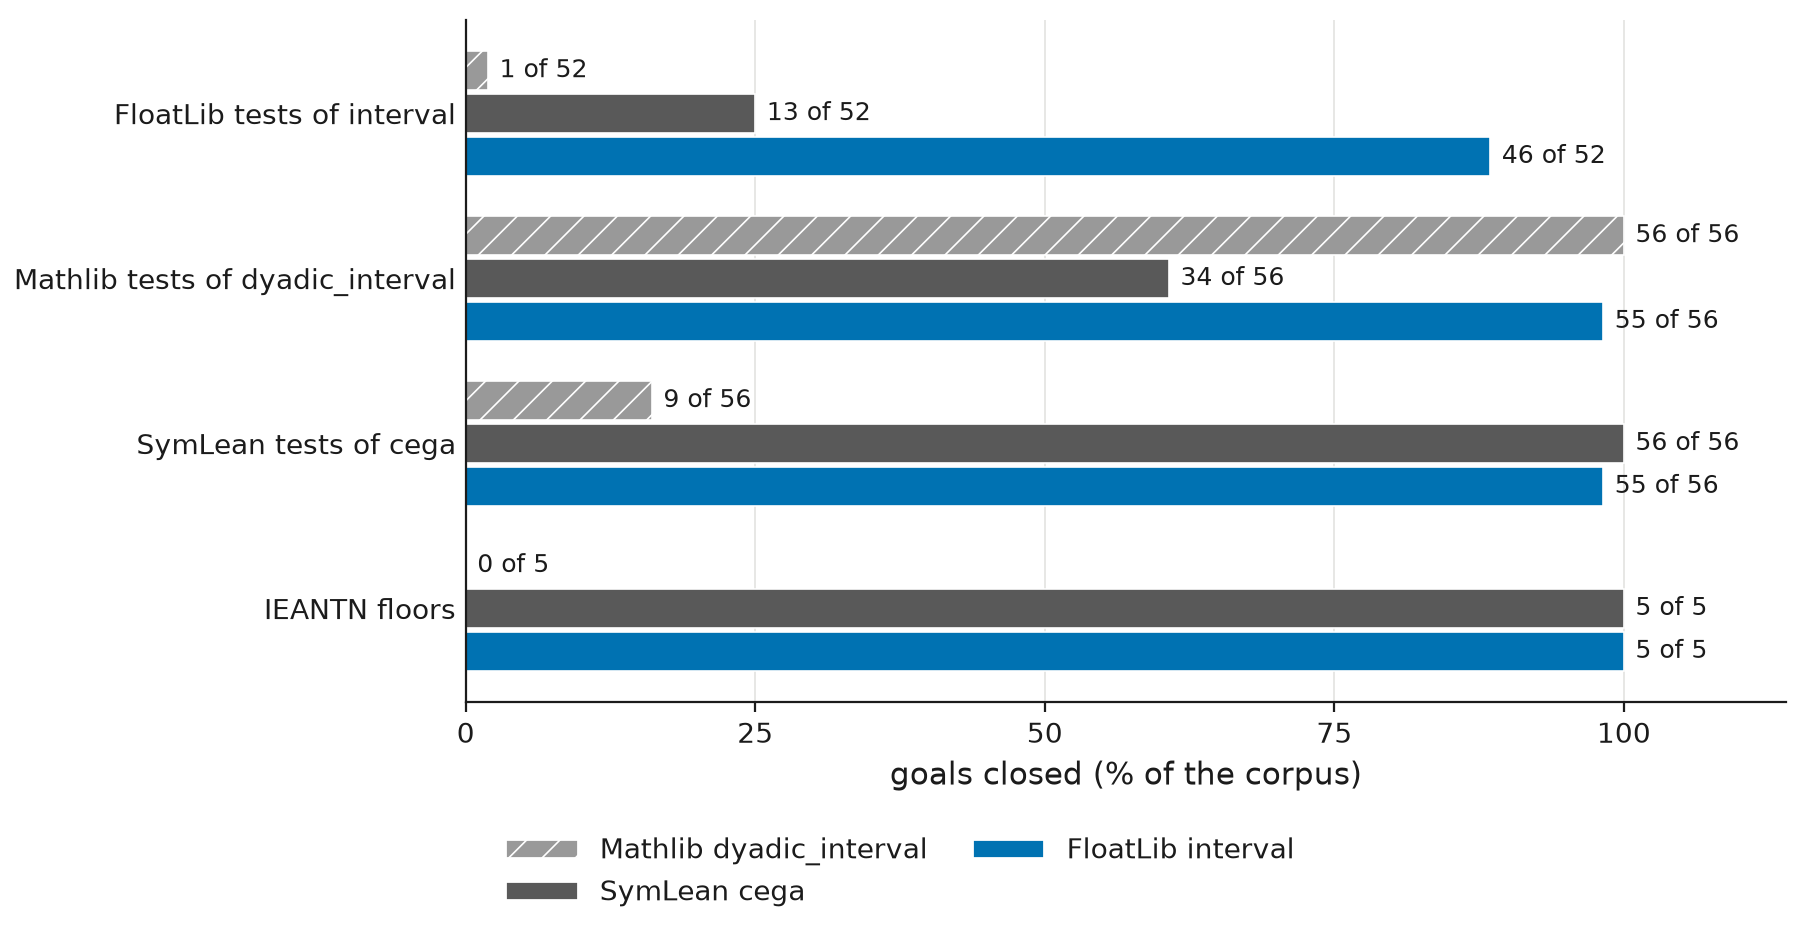 1 of 52
FloatLib tests of interval
13 of 52
46 of 52
56 of 56
Mathlib tests of dyadic_interval
34 of 56
55 of 56
9 of 56
SymLean tests of cega
56 of 56
55 of 56
0 of 5
IEANTN floors
5 of 5
5 of 5
0 25 50 75 100
goals closed (% of the corpus)
Mathlib dyadic_interval FloatLib interval
SymLean cega